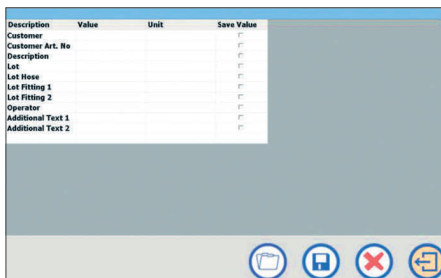 Description Value Unit Save Value
Customer
Customer Art. No
Description
Lot
Lot Hose
Lot Fitting 1
Lot Fitting 2
Operator
Additional Text 1
Additional Text 2